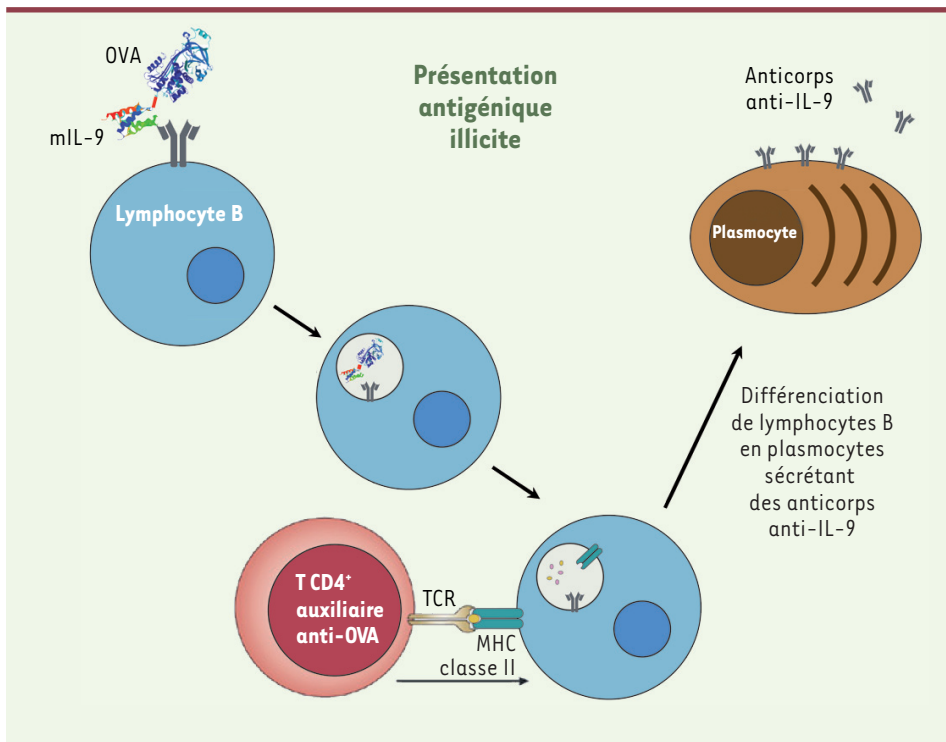 OVA
mIL-9
Lymphocyte B
Présentation
antigénique
illicite
Anticorps
anti-IL-9
Plasmocyte
Différenciation
de lymphocytes B
en plasmocytes
sécrétant
des anticorps
anti-IL-9
T CD4⁺
auxiliaire
anti-OVA
TCR
MHC
classe II